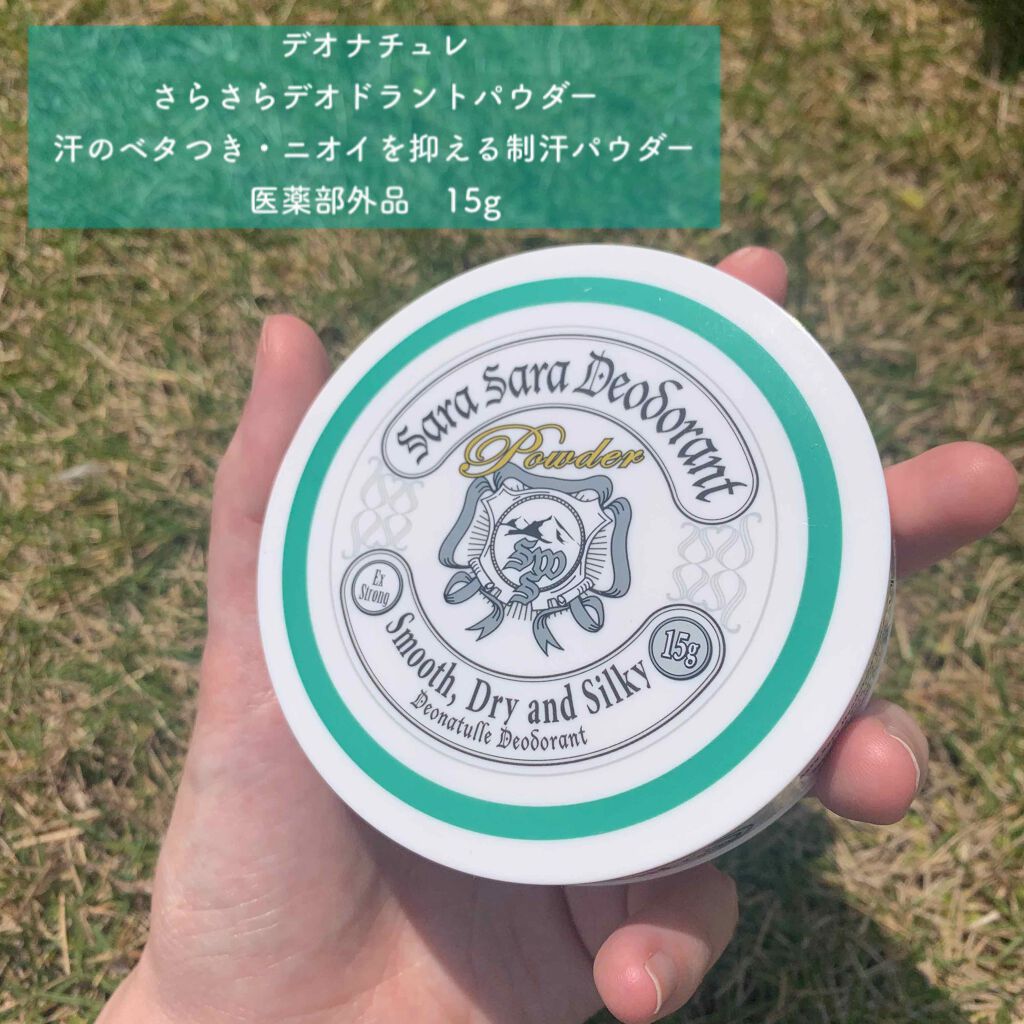 デオナチュレ
さらさらデオドラントパウダー
汗のベタつき・ニオイを抑える制汗パウダー
医薬部外品　15g
Sara Sara Deodorant
Powder
Ex
Strong
15g
Smooth, Dry and Silky
Deonatulle Deodorant